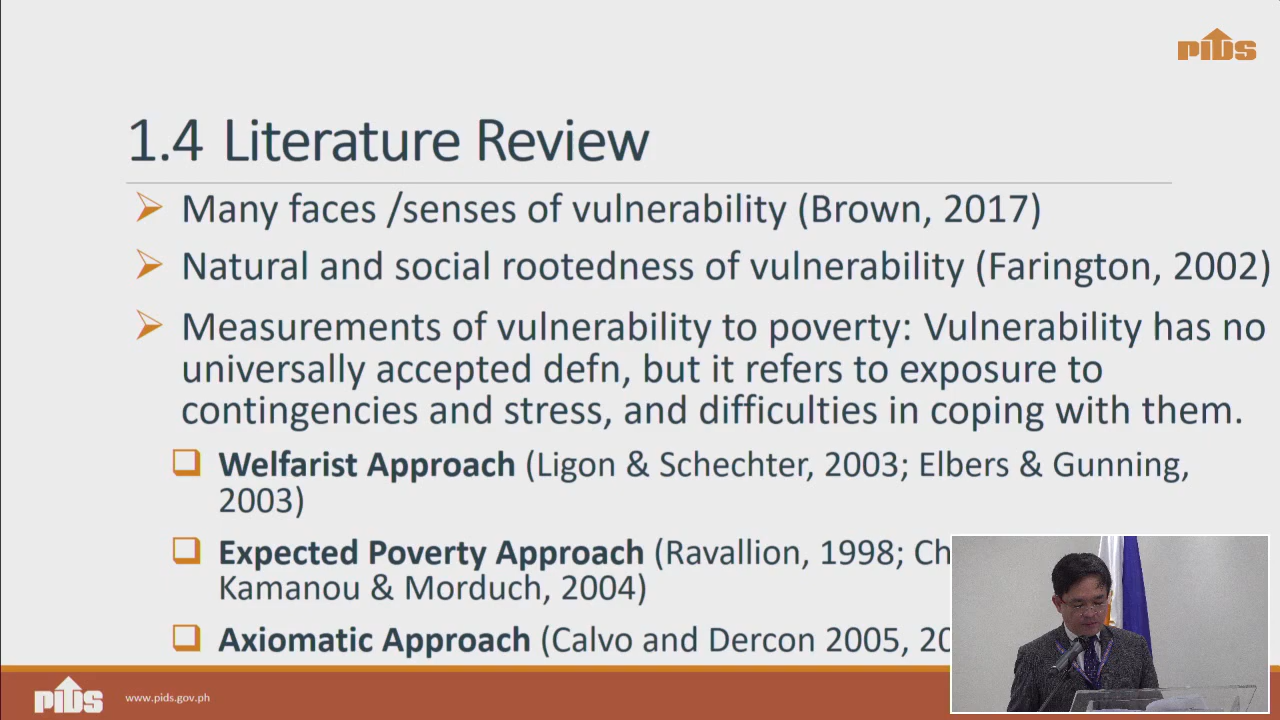 PIDS
1.4 Literature Review
Many faces /senses of vulnerability (Brown, 2017)
Natural and social rootedness of vulnerability (Farington, 2002)
Measurements of vulnerability to poverty: Vulnerability has no
universally accepted defn, but it refers to exposure to
contingencies and stress, and difficulties in coping with them.
Welfarist Approach (Ligon & Schechter, 2003; Elbers & Gunning,
2003)
Expected Poverty Approach (Ravallion, 1998;
Kamanou & Morduch, 2004)
Axiomatic Approach (Calvo and Dercon 2005,
PIDS
www.pids.gov.ph